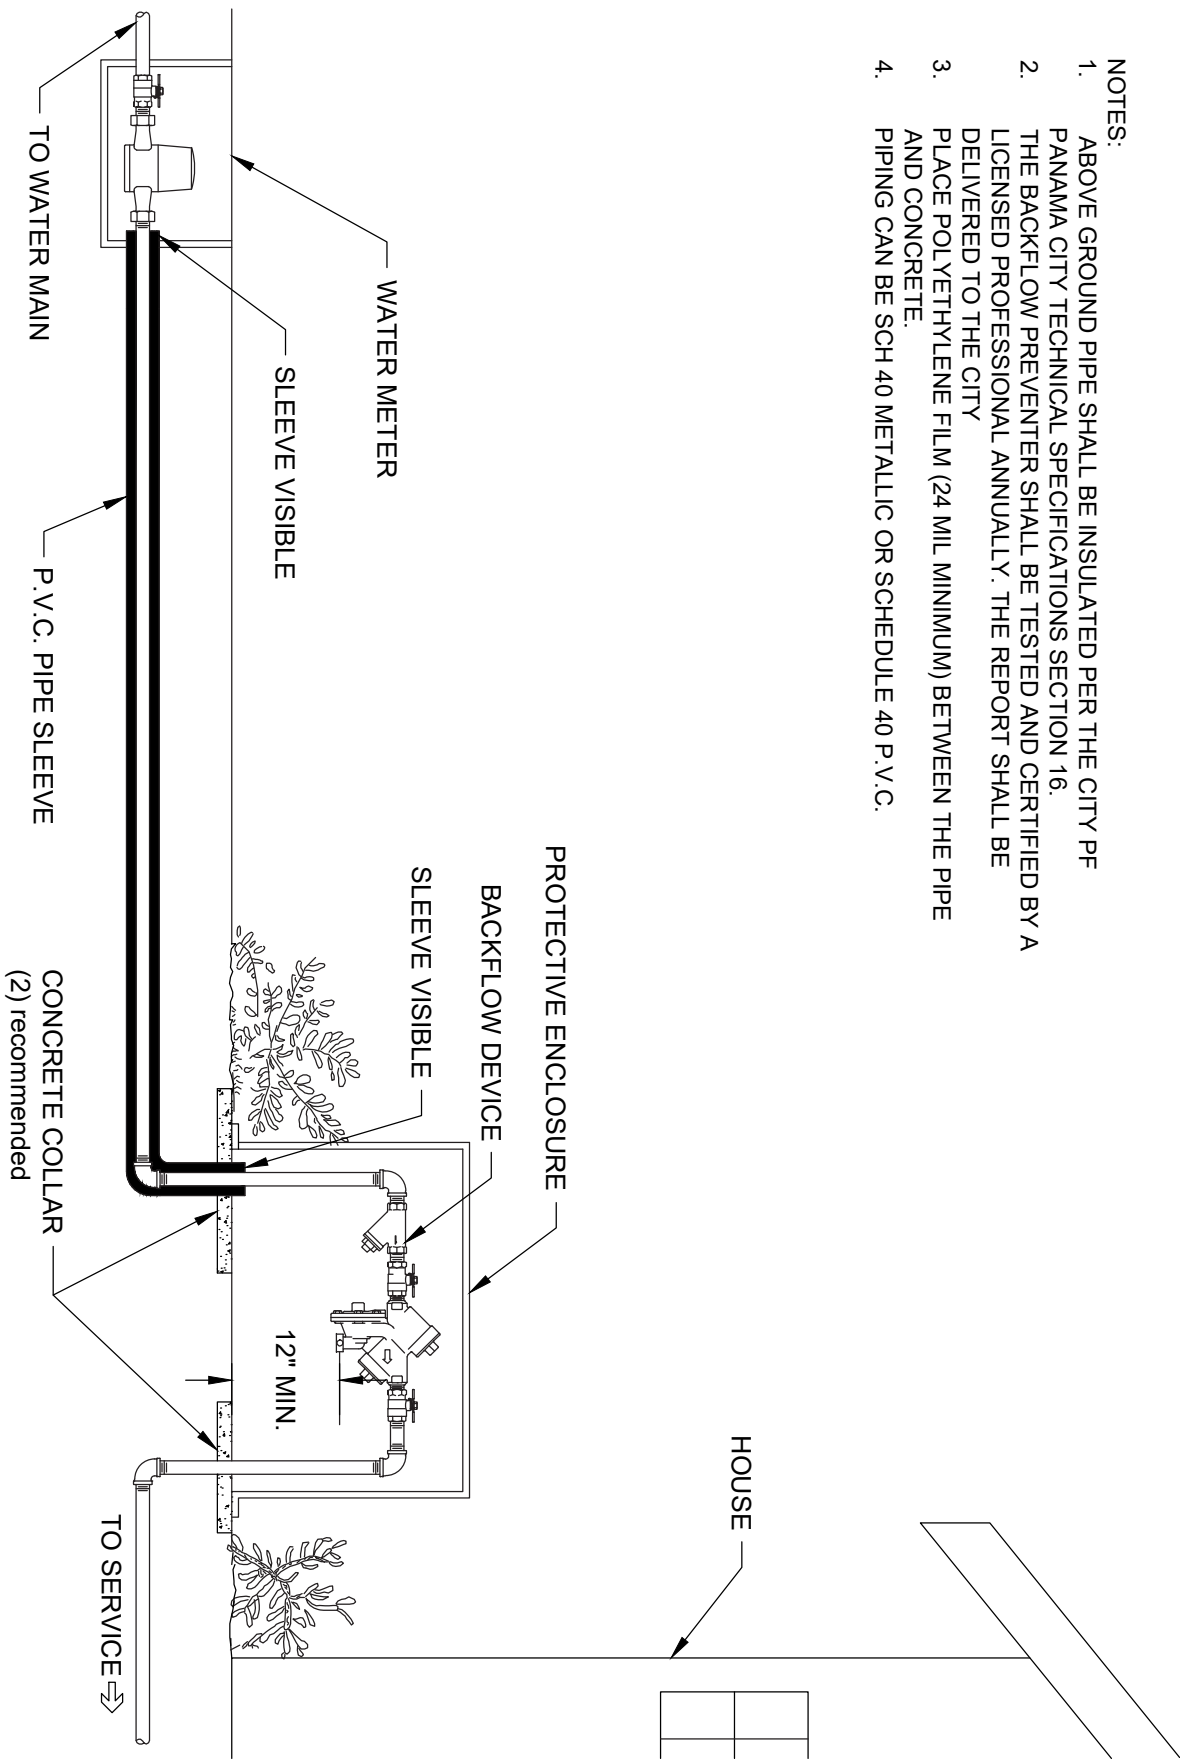 NOTES:
1. ABOVE GROUND PIPE SHALL BE INSULATED PER THE CITY PF
PANAMA CITY TECHNICAL SPECIFICATIONS SECTION 16.
2. THE BACKFLOW PREVENTER SHALL BE TESTED AND CERTIFIED BY A
LICENSED PROFESSIONAL ANNUALLY. THE REPORT SHALL BE
DELIVERED TO THE CITY
3. PLACE POLYETHYLENE FILM (24 MIL MINIMUM) BETWEEN THE PIPE
AND CONCRETE.
4. PIPING CAN BE SCH 40 METALLIC OR SCHEDULE 40 P.V.C.
HOUSE
PROTECTIVE ENCLOSURE
BACKFLOW DEVICE
SLEEVE VISIBLE
WATER METER
SLEEVE VISIBLE
12" MIN.
TO SERVICE
TO WATER MAIN
P.V.C. PIPE SLEEVE
CONCRETE COLLAR
(2) recommended